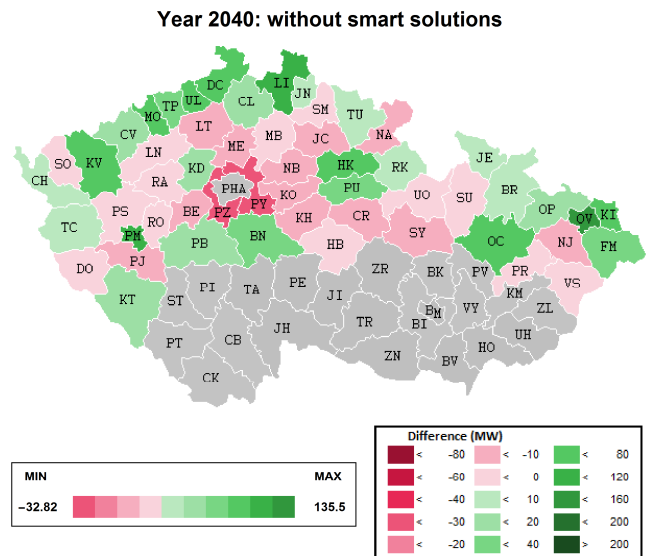 Year 2040: without smart solutions
DC
LI
UL
JN
TP
MO
CL
SM
TU
LT
CV
ME
MB
JC
NA
LN
SO
KV
KD
NB
HK
RK
JE
CH
RA
PHA
KO
PU
UO
SU
BR
PS
RO
BE
PZ
PY
KH
CR
OP
OV
KI
TC
PM
PB
BN
HB
SY
OC
NJ
FM
DO
PJ
PR
VS
KT
ST
PI
TA
PE
JI
ZR
BK
PV
KM
ZL
PT
CB
JH
TR
BI
BM
VY
UH
CK
ZN
BV
HO
MIN MAX
−32.82 135.5
Difference (MW)
< -80 < -10 < 80
< -60 < 0 < 120
< -40 < 10 < 160
< -30 < 20 < 200
< -20 < 40 > 200